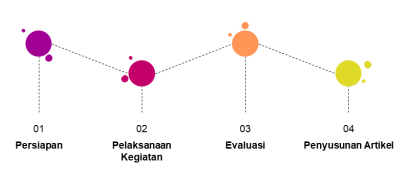 01
Persiapan
02
Pelaksanaan
Kegiatan
03
Evaluasi
04
Penyusunan Artikel